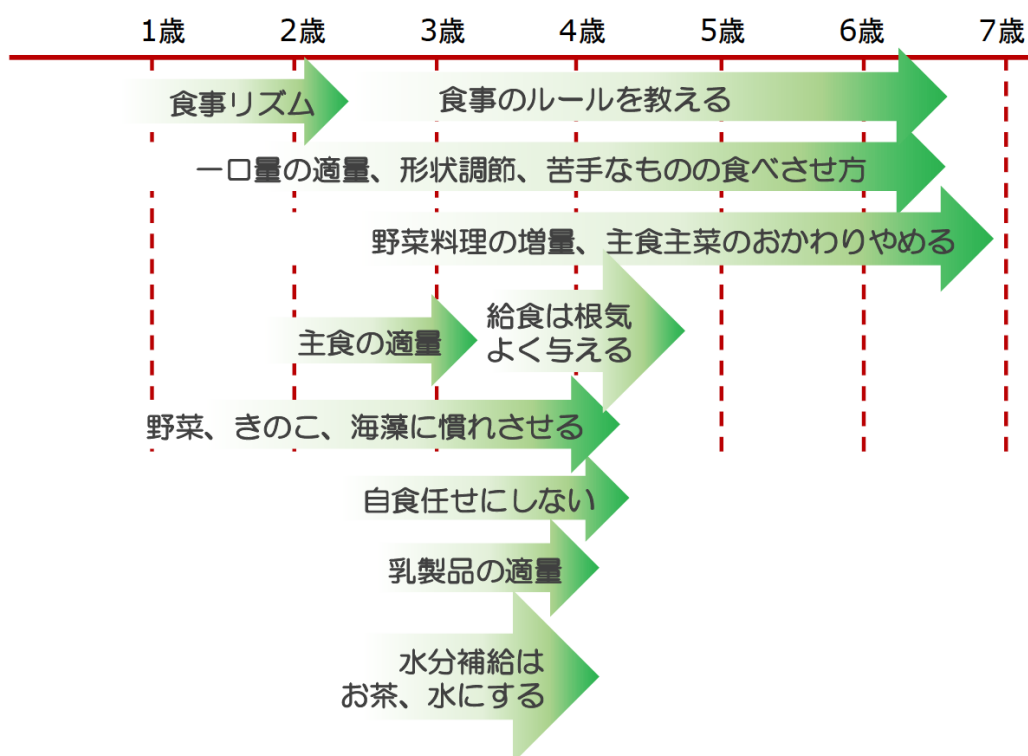 1歳 2歳 3歳 4歳 5歳 6歳 7歳
食事リズム
食事のルールを教える
一口量の適量、形状調節、苦手なものの食べさせ方
野菜料理の増量、主食主菜のおかわりやめる
主食の適量
給食は根気
よく与える
野菜、きのこ、海藻に慣れさせる
自食任せにしない
乳製品の適量
水分補給は
お茶、水にする